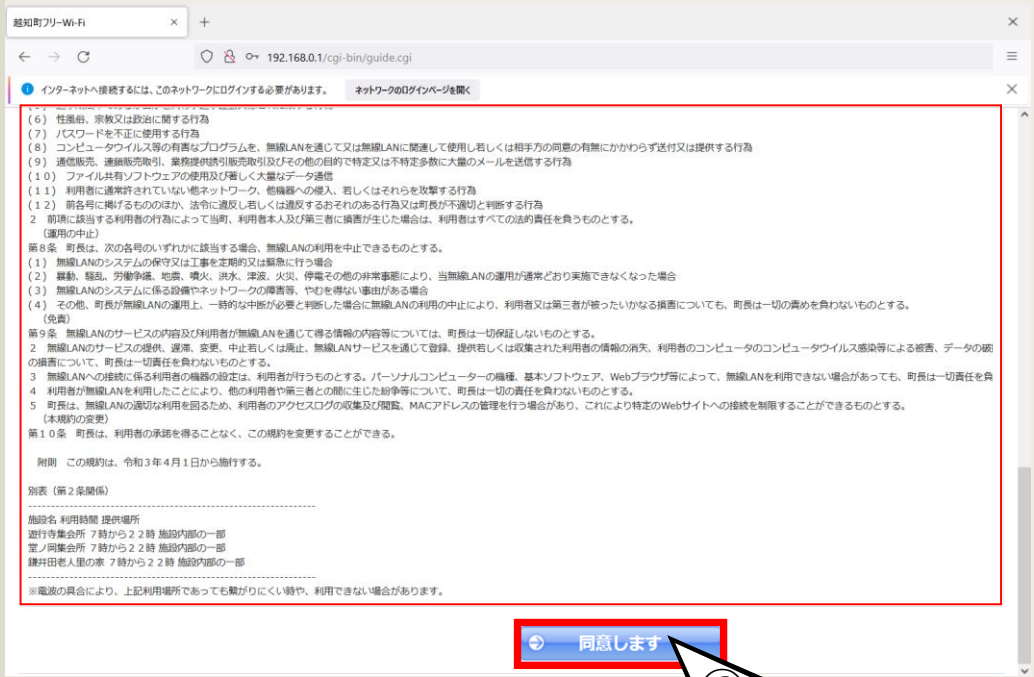 越知町フリーWi-Fi
192.168.0.1/cgi-bin/guide.cgi
インターネットへ接続するには、このネットワークにログインする必要があります。 ネットワークのログインページを開く
(６) 性風俗、宗教又は政治に関する行為
(７) パスワードを不正に使用する行為
(８) コンピュータウイルス等の有害なプログラムを、無線LANを通じて又は無線LANに関連して使用し若しくは相手方の同意の有無にかかわらず送付又は提供する行為
(９) 通信販売、連鎖販売取引、業務提供誘引販売取引及びその他の目的で特定又は不特定多数に大量のメールを送信する行為
(１０) ファイル共有ソフトウェアの使用及び著しく大量なデータ通信
(１１) 利用者に通常許されていない他ネットワーク、他機器への侵入、若しくはそれらを攻撃する行為
(１２) 前各号に掲げるもののほか、法令に違反し若しくは違反するおそれのある行為又は町長が不適切と判断する行為
２ 前項に該当する利用者の行為によって当町、利用者本人及び第三者に損害が生じた場合は、利用者はすべての法的責任を負うものとする。
(運用の中止)
第８条 町長は、次の各号のいずれかに該当する場合、無線LANの利用を中止できるものとする。
(１) 無線LANのシステムの保守又は工事を定期的又は緊急に行う場合
(２) 暴動、騒乱、労働争議、地震、噴火、洪水、津波、火災、停電その他の非常事態により、当無線LANの運用が通常どおり実施できなくなった場合
(３) 無線LANのシステムに係る設備やネットワークの障害等、やむを得ない事由がある場合
(４) その他、町長が無線LANの運用上、一時的な中断が必要と判断した場合に無線LANの利用の中止により、利用者又は第三者が被ったいかなる損害についても、町長は一切の責めを負わないものとする。
(免責)
第９条 無線LANのサービスの内容及び利用者が無線LANを通じて得る情報の内容等については、町長は一切保証しないものとする。
２ 無線LANのサービスの提供、遅滞、変更、中止若しくは廃止、無線LANサービスを通じて登録、提供若しくは収集された利用者の情報の消失、利用者のコンピュータのコンピュータウイルス感染等による被害、データの破
の損害について、町長は一切責任を負わないものとする。
３ 無線LANへの接続に係る利用者の機器の設定は、利用者が行うものとする。パーソナルコンピューターの機種、基本ソフトウェア、Webブラウザ等によって、無線LANを利用できない場合があっても、町長は一切責任を負
４ 利用者が無線LANを利用したことにより、他の利用者や第三者との間に生じた紛争等について、町長は一切の責任を負わないものとする。
５ 町長は、無線LANの適切な利用を図るため、利用者のアクセスログの収集及び閲覧、MACアドレスの管理を行う場合があり、これにより特定のWebサイトへの接続を制限することができるものとする。
(本規約の変更)
第１０条 町長は、利用者の承諾を得ることなく、この規約を変更することができる。
附則 この規約は、令和３年４月１日から施行する。
別表（第２条関係）
施設名 利用時間 提供場所
遊行寺集会所 ７時から２２時 施設内部の一部
堂ノ岡集会所 ７時から２２時 施設内部の一部
鎌井田老人里の家 ７時から２２時 施設内部の一部
※電波の具合により、上記利用場所であっても繋がりにくい時や、利用できない場合があります。
同意します